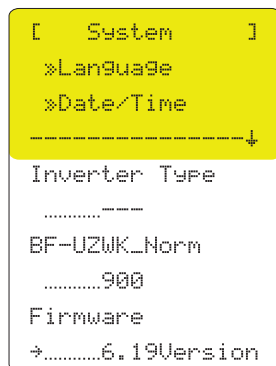 [ System ]
»Language
»Date/Time
----------------↓
Inverter Type
...........---
BF-UZWK_Norm
...........900
Firmware
→...........6.19Version